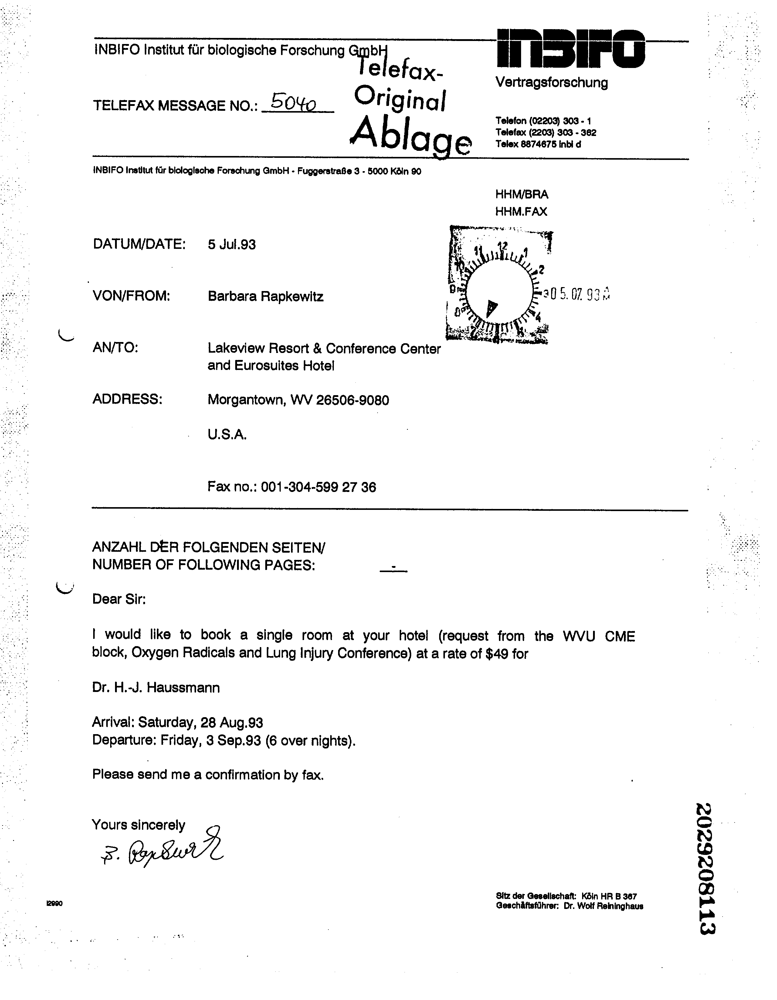 INBIFO Institut für biologische Forschung GmbH
INBIFO
Telefax-
Original
Ablage
Vertragsforschung
TELEFAX MESSAGE NO.: 5040
Telefon (02203) 303 - 1
Telefax (2203) 303 - 362
Telex 8874675 inbi d
INBIFO Institut für biologische Forschung GmbH - Fuggerstraße 3 - 5000 Köln 90
HHM/BRA
HHM.FAX
DATUM/DATE: 5 Jul.93
11 12 1
2
05.07.93
4
VON/FROM: Barbara Rapkewitz
AN/TO: Lakeview Resort & Conference Center
and Eurosuites Hotel
ADDRESS: Morgantown, WV 26506-9080
U.S.A.
Fax no.: 001-304-599 27 36
ANZAHL DER FOLGENDEN SEITEN/
NUMBER OF FOLLOWING PAGES: -
Dear Sir:
I would like to book a single room at your hotel (request from the WVU CME
block, Oxygen Radicals and Lung Injury Conference) at a rate of $49 for
Dr. H.-J. Haussmann
Arrival: Saturday, 28 Aug.93
Departure: Friday, 3 Sep.93 (6 over nights).
Please send me a confirmation by fax.
Yours sincerely
Sitz der Gesellschaft: Köln HR B 367
Geschäftsführer: Dr. Wolf Reininghaus
I2990
2029208113